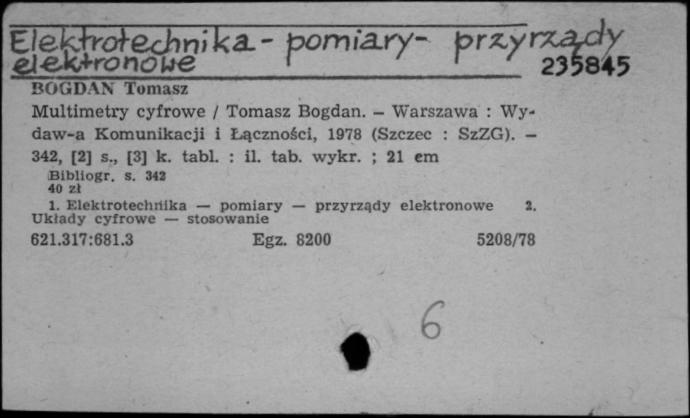 Elektrotechnika - pomiary - przyrządy
elektronowe
235845
BOGDAN Tomasz
Multimetry cyfrowe / Tomasz Bogdan. — Warszawa : Wy-
daw-a Komunikacji i Łączności, 1978 (Szczec : SzZG). —
342, [2] s., [3] k. tabl. : il. tab. wykr. ; 21 cm
Bibliogr. s. 342
40 zł
1. Elektrotechnika — pomiary — przyrządy elektronowe 2.
Układy cyfrowe — stosowanie
621.317:681.3 Egz. 8200 5208/78
6